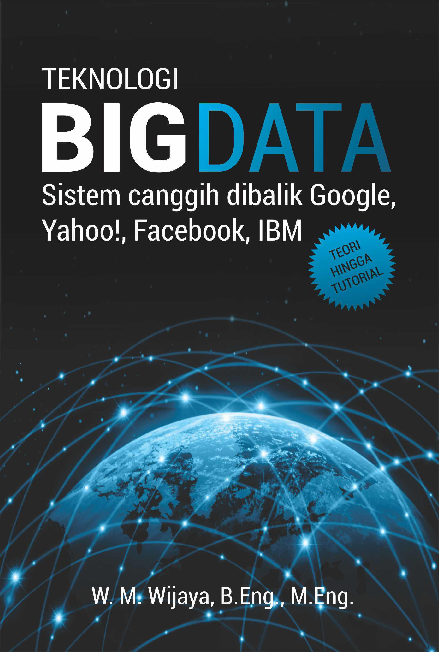 TEKNOLOGI
BIGDATA
Sistem canggih dibalik Google,
Yahoo!, Facebook, IBM
TEORI
HINGGA
TUTORIAL
W. M. Wijaya, B.Eng., M.Eng.